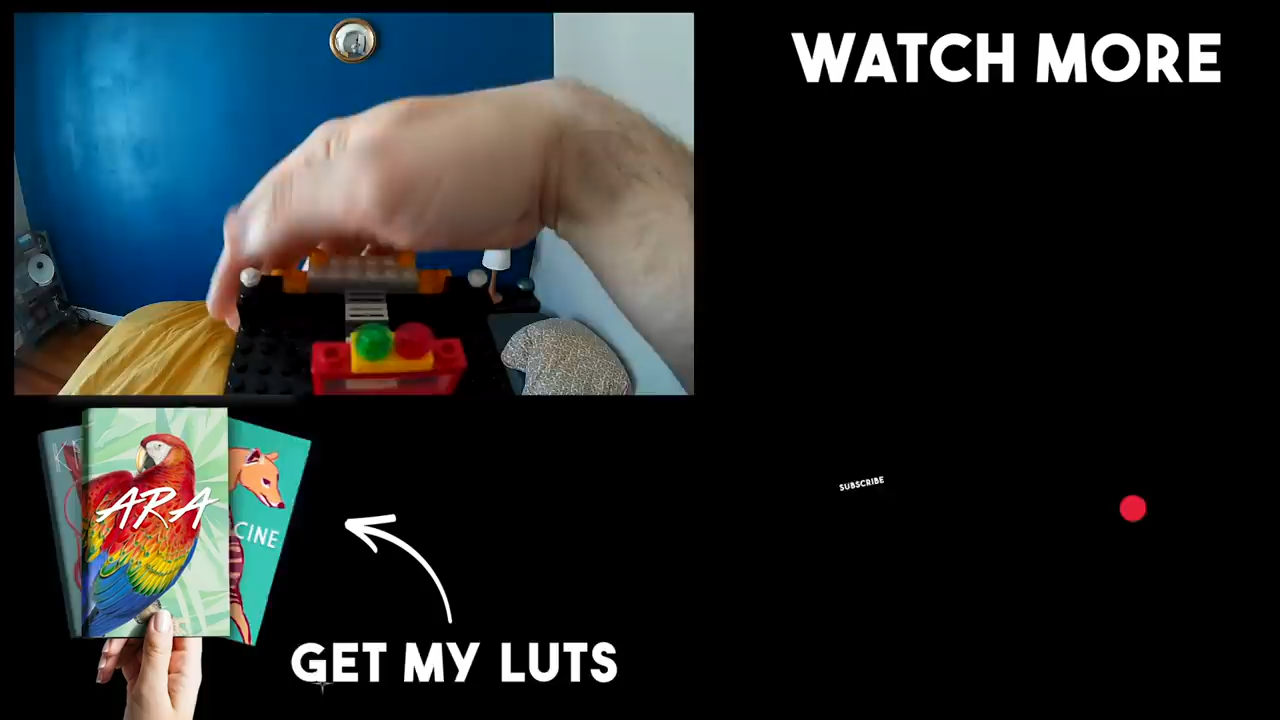 WATCH MORE
ARA
CINE
SUBSCRIBE
GET MY LUTS